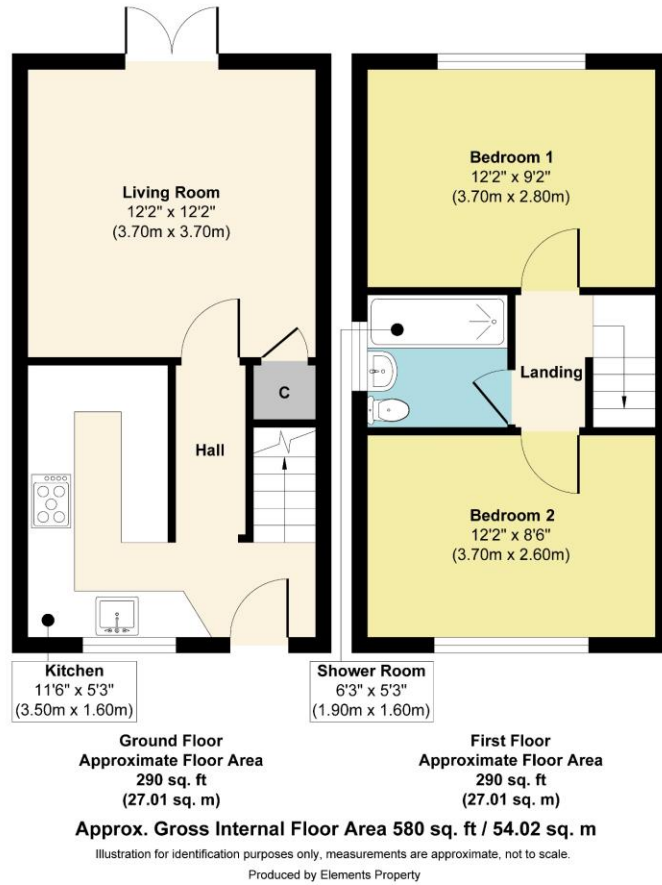 Living Room
12'2" x 12'2"
(3.70m x 3.70m)
C
Hall
Kitchen
11'6" x 5'3"
(3.50m x 1.60m)
Ground Floor
Approximate Floor Area
290 sq. ft
(27.01 sq. m)
Bedroom 1
12'2" x 9'2"
(3.70m x 2.80m)
Landing
Bedroom 2
12'2" x 8'6"
(3.70m x 2.60m)
Shower Room
6'3" x 5'3"
(1.90m x 1.60m)
First Floor
Approximate Floor Area
290 sq. ft
(27.01 sq. m)
Approx. Gross Internal Floor Area 580 sq. ft / 54.02 sq. m
Illustration for identification purposes only, measurements are approximate, not to scale.
Produced by Elements Property